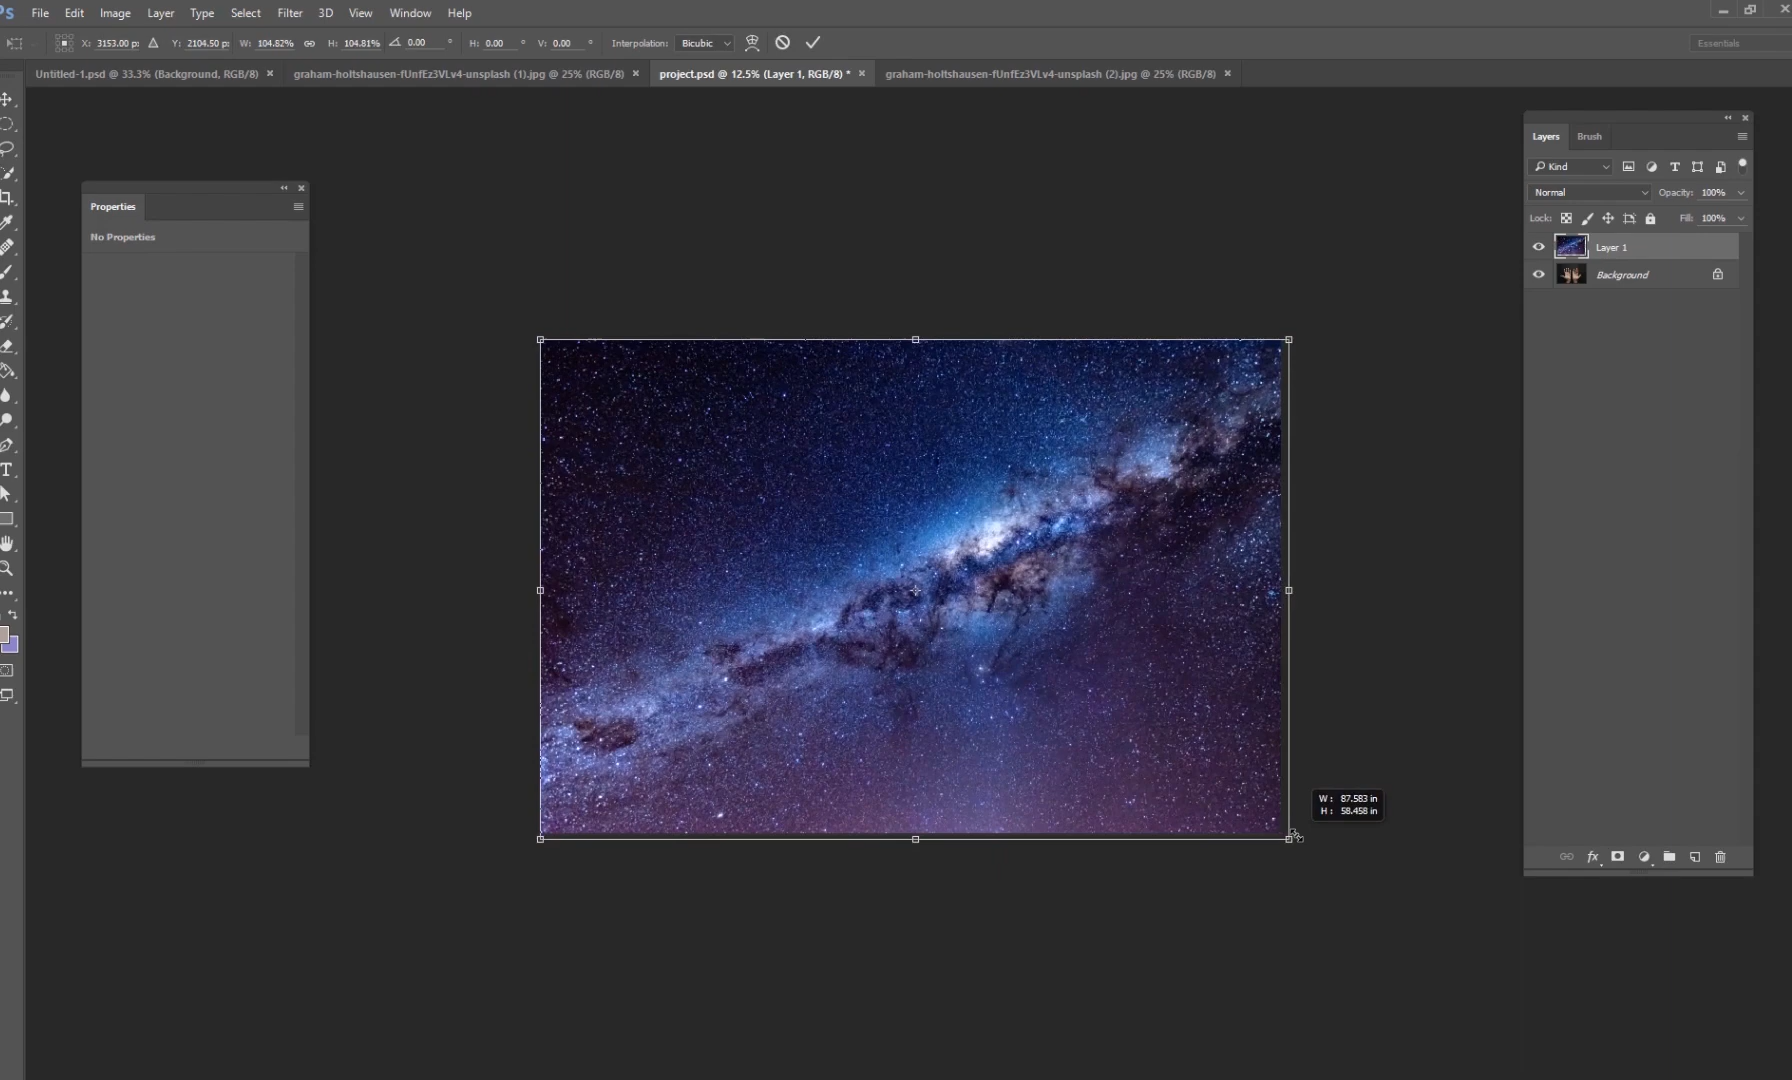 Ps File Edit Image Layer Type Select Filter 3D View Window Help
X: 3153.00 p: Y: 2104.50 p: W: 104.82% H: 104.81% 0.00 ° H: 0.00 ° V: 0.00 ° Interpolation: Bicubic Essentials
Untitled-1.psd @ 33.3% (Background, RGB/8) × graham-holtshausen-fUnfEz3VLv4-unsplash (1).jpg @ 25% (RGB/8) × project.psd @ 12.5% (Layer 1, RGB/8) * × graham-holtshausen-fUnfEz3VLv4-unsplash (2).jpg @ 25% (RGB/8) ×
Properties
No Properties
Layers Brush
Kind
Normal Opacity: 100%
Lock: Fill: 100%
Layer 1
Background
W: 87.583 in
H: 58.458 in
fx